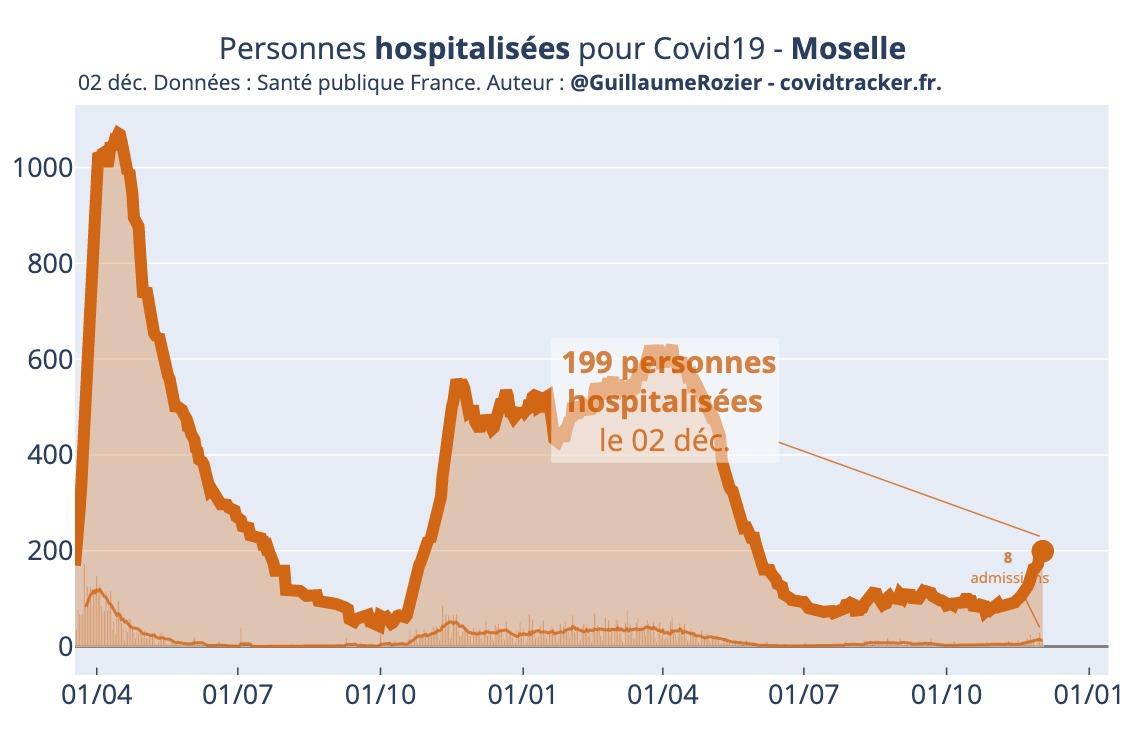 Personnes hospitalisées pour Covid19 - Moselle
02 déc. Données : Santé publique France. Auteur : @GuillaumeRozier - covidtracker.fr.
1000
800
600
400
200
0
199 personnes
hospitalisées
le 02 déc.
8
admissions
01/04
01/07
01/10
01/01
01/04
01/07
01/10
01/01